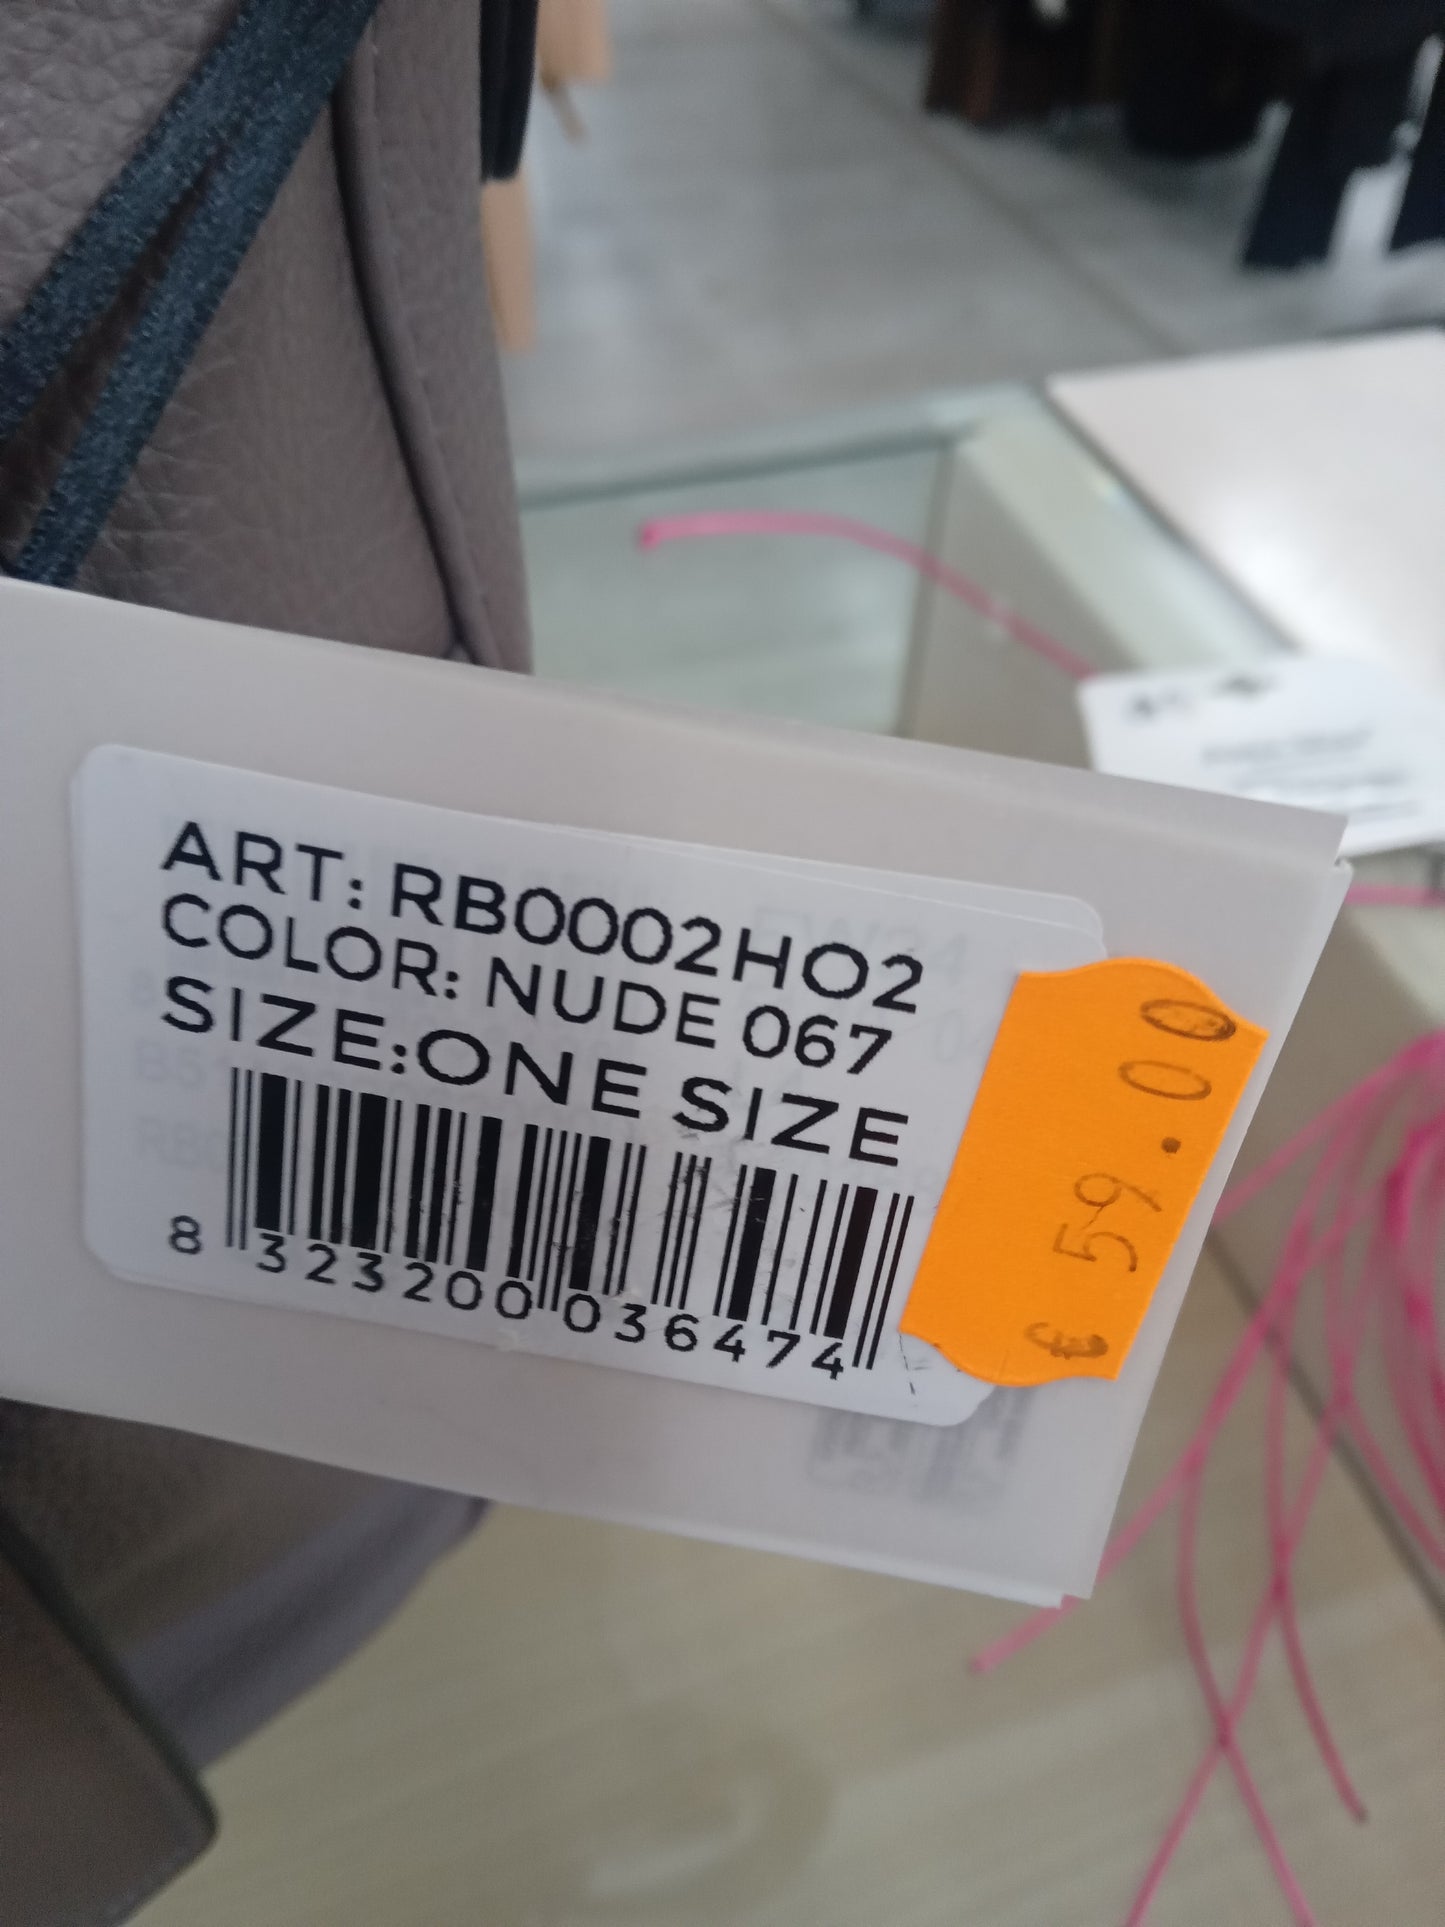 ART: RB0002HO2
COLOR: NUDE 067
SIZE:ONE SIZE
8 323200 036474
€ 59.00